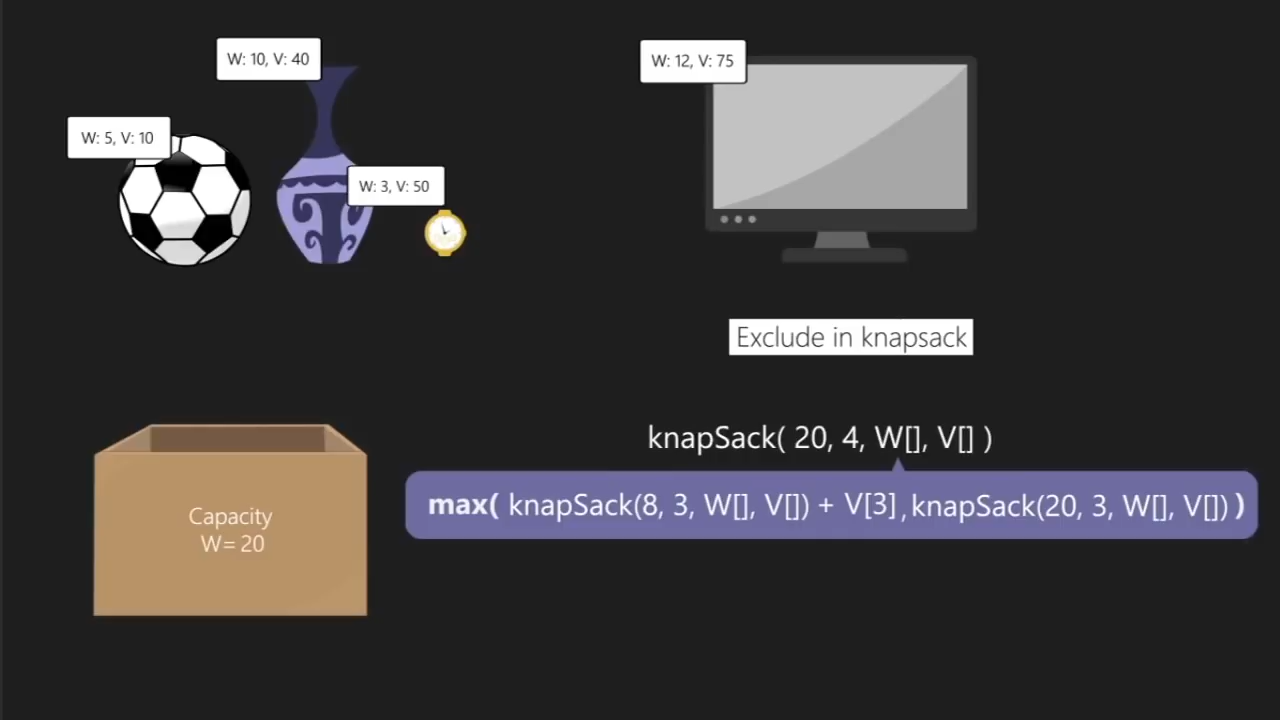 W: 10, V: 40
W: 12, V: 75
W: 5, V: 10
W: 3, V: 50
Exclude in knapsack
knapSack( 20, 4, W[], V[] )
max( knapSack(8, 3, W[], V[]) + V[3] , knapSack(20, 3, W[], V[]) )
Capacity
W= 20